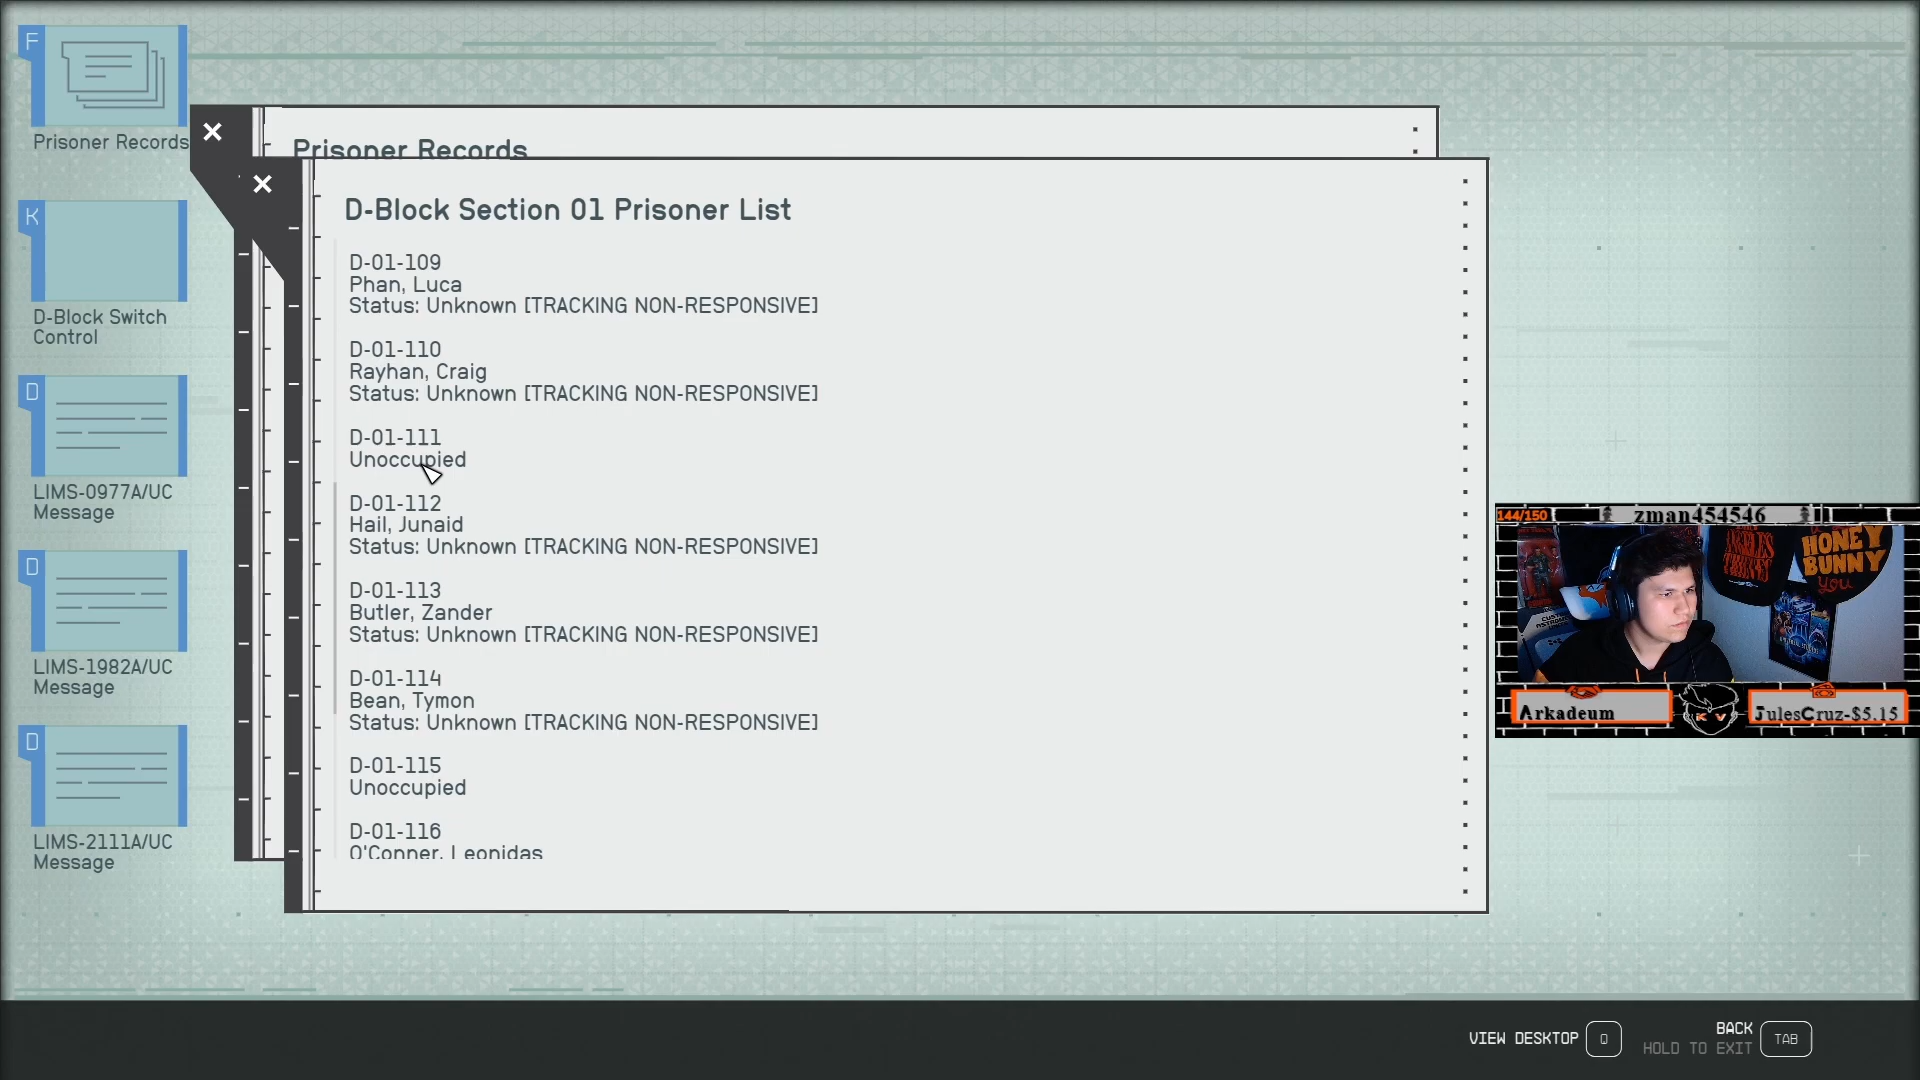 F
Prisoner Records
K
D-Block Switch
Control
D
LIMS-0977A/UC
Message
D
LIMS-1982A/UC
Message
D
LIMS-2111A/UC
Message
Prisoner Records
D-Block Section 01 Prisoner List
D-01-109
Phan, Luca
Status: Unknown [TRACKING NON-RESPONSIVE]
D-01-110
Rayhan, Craig
Status: Unknown [TRACKING NON-RESPONSIVE]
D-01-111
Unoccupied
D-01-112
Hail, Junaid
Status: Unknown [TRACKING NON-RESPONSIVE]
D-01-113
Butler, Zander
Status: Unknown [TRACKING NON-RESPONSIVE]
D-01-114
Bean, Tymon
Status: Unknown [TRACKING NON-RESPONSIVE]
D-01-115
Unoccupied
D-01-116
O'Conner, Leonidas
144/150
zman454546
ANGELES
THIEVES
HONEY
BUNNY
You
Arkadeum
K V
JulesCruz-$5.15
VIEW DESKTOP Q
BACK
HOLD TO EXIT
TAB